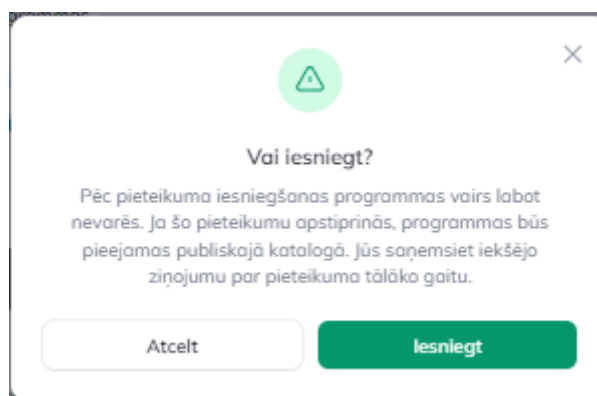 Vai iesniegt?
Pēc pieteikuma iesniegšanas programmas vairs labot
nevarēs. Ja šo pieteikumu apstiprinās, programmas būs
pieejamas publiskajā katalogā. Jūs saņemsiet iekšējo
ziņojumu par pieteikuma tālāko gaitu.
Atcelt
Iesniegt